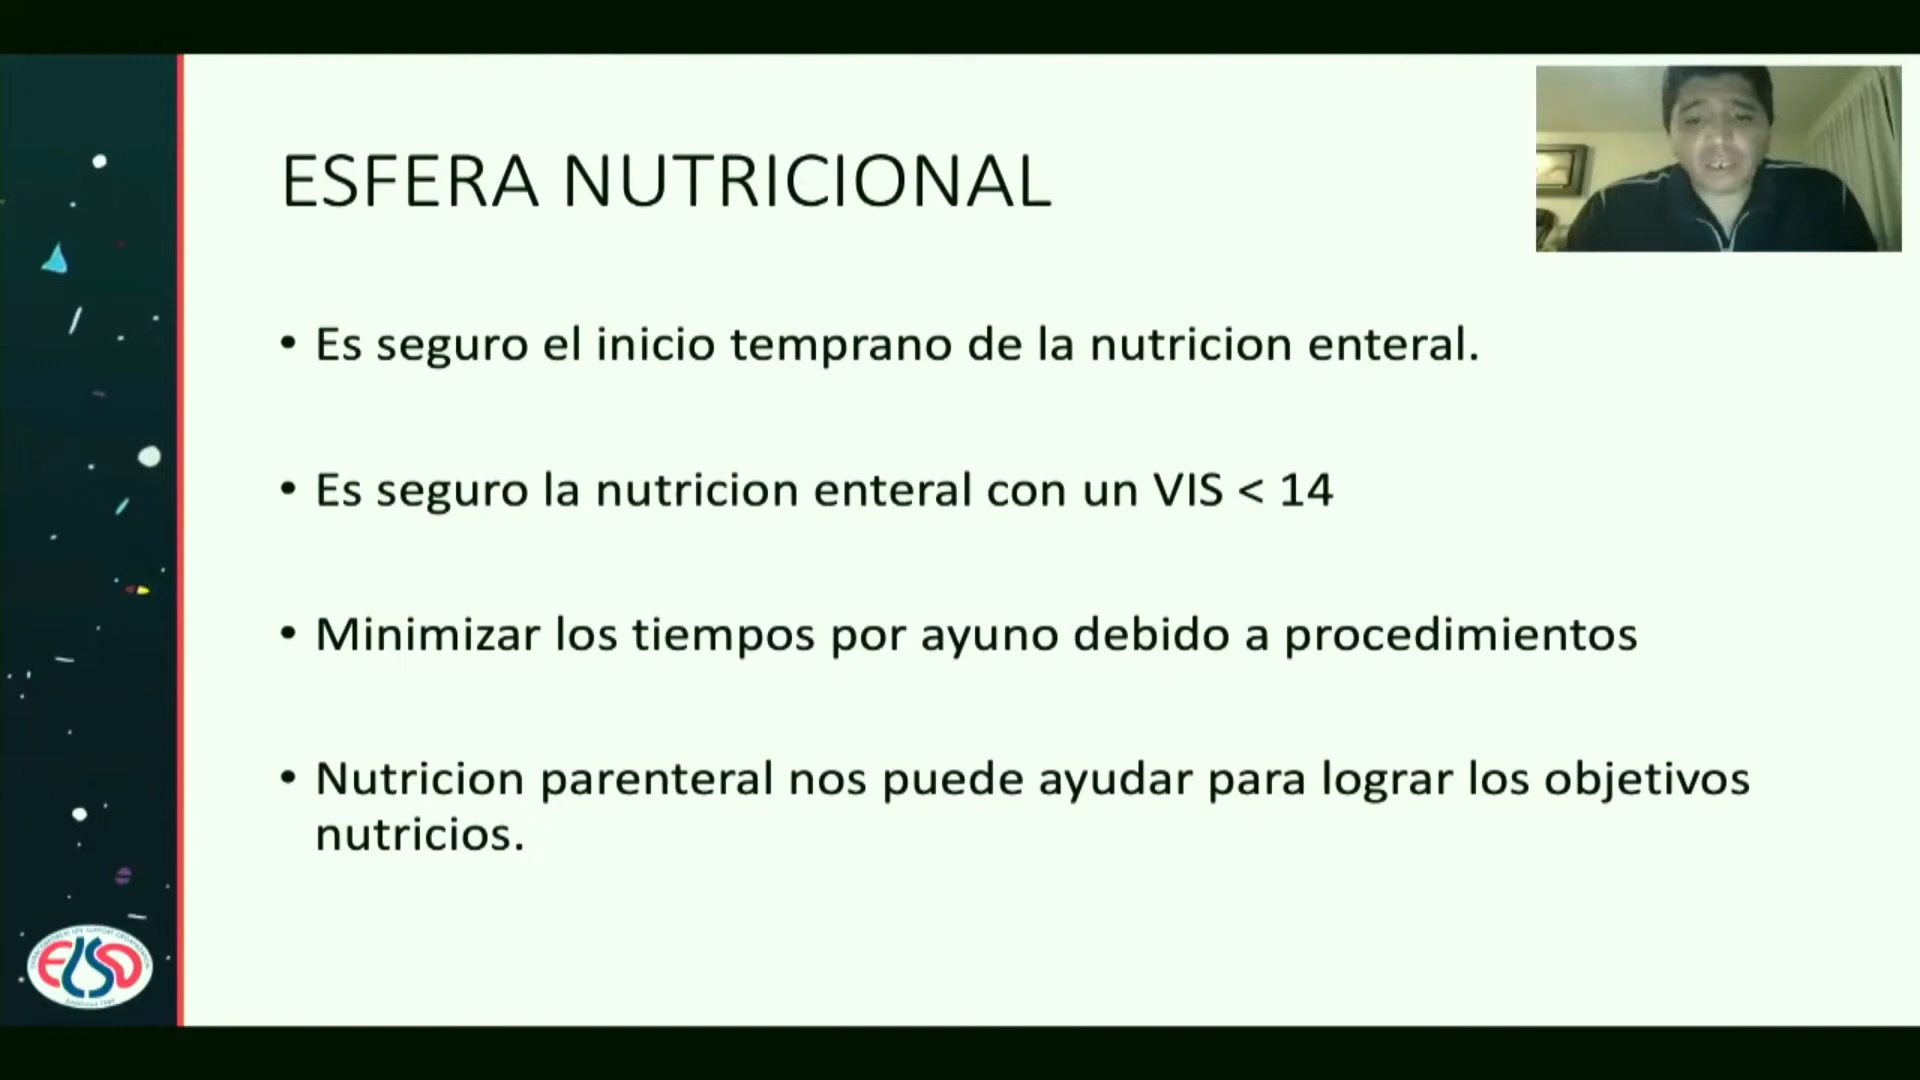 ESFERA NUTRICIONAL
• Es seguro el inicio temprano de la nutricion enteral.
• Es seguro la nutricion enteral con un VIS < 14
• Minimizar los tiempos por ayuno debido a procedimientos
• Nutricion parenteral nos puede ayudar para lograr los objetivos
nutricios.
ELSO